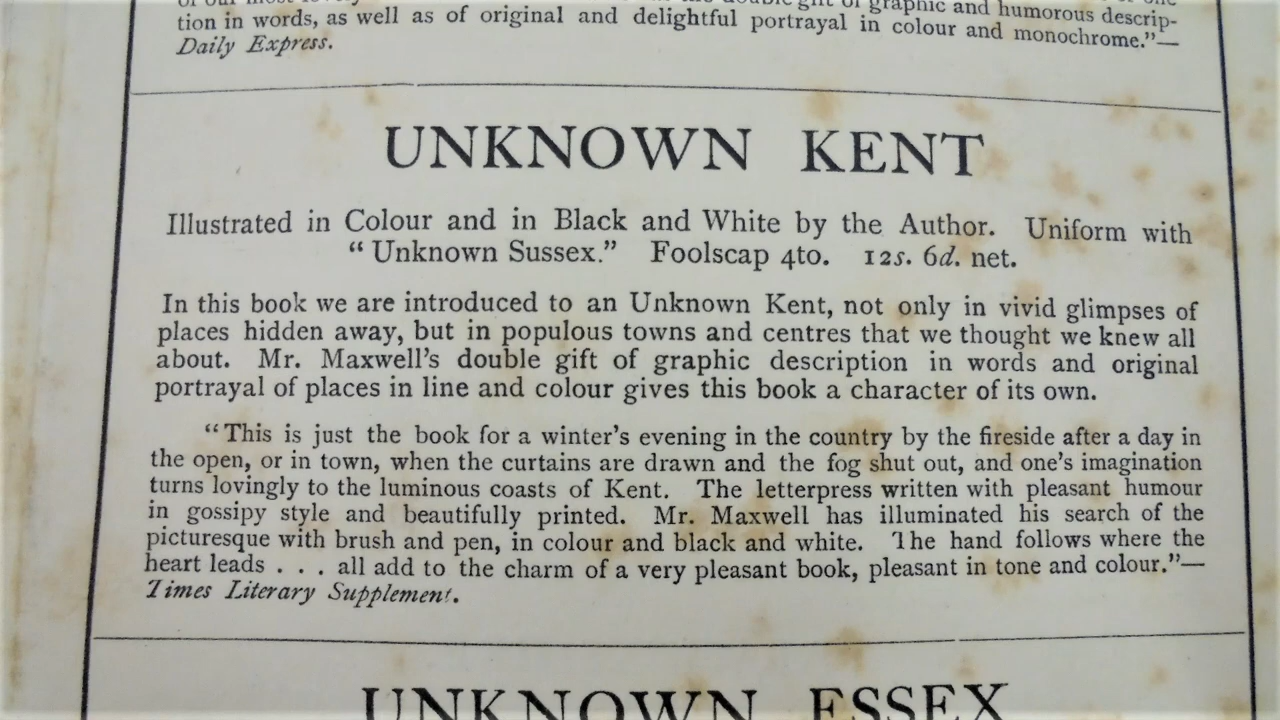 double gift of graphic and humorous descrip-
tion in words, as well as of original and delightful portrayal in colour and monochrome.”—
Daily Express.
UNKNOWN KENT
Illustrated in Colour and in Black and White by the Author. Uniform with
“ Unknown Sussex.” Foolscap 4to. 12s. 6d. net.
In this book we are introduced to an Unknown Kent, not only in vivid glimpses of
places hidden away, but in populous towns and centres that we thought we knew all
about. Mr. Maxwell’s double gift of graphic description in words and original
portrayal of places in line and colour gives this book a character of its own.
“This is just the book for a winter’s evening in the country by the fireside after a day in
the open, or in town, when the curtains are drawn and the fog shut out, and one’s imagination
turns lovingly to the luminous coasts of Kent. The letterpress written with pleasant humour
in gossipy style and beautifully printed. Mr. Maxwell has illuminated his search of the
picturesque with brush and pen, in colour and black and white. The hand follows where the
heart leads . . . all add to the charm of a very pleasant book, pleasant in tone and colour.”—
Times Literary Supplement.
UNKNOWN ESSEX